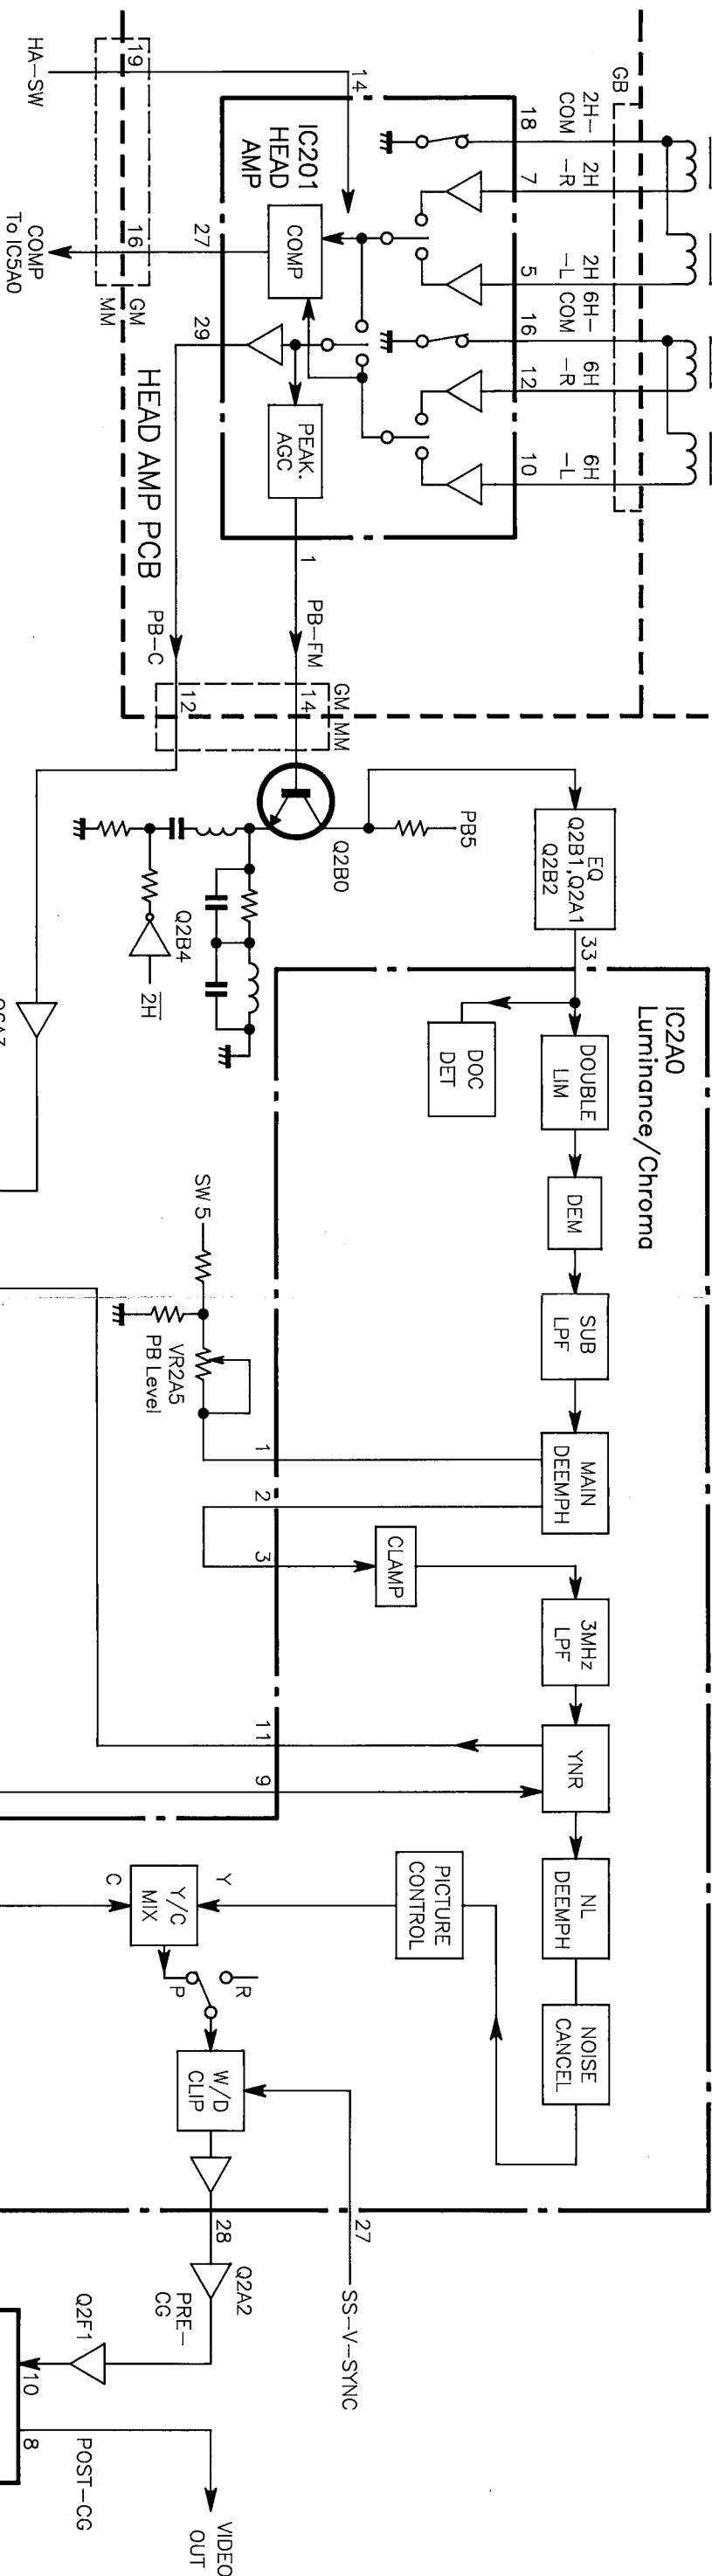 GB
2H-
COM
2H
-R
2H
-L
6H-
COM
6H
-R
6H
-L
18
7
5
16
12
10
19
HA-SW
14
IC201
HEAD
AMP
COMP
PEAK.
AGC
27
16
COMP
To IC5A0
GM
MM
29
1
HEAD AMP PCB
PB-C
PB-FM
12
14
GM
MM
PB5
Q2B0
Q2B4
2H
EQ
Q2B1,Q2A1
Q2B2
33
IC2A0
Luminance/Chroma
DOC
DET
DOUBLE
LIM
DEM
SUB
LPF
MAIN
DEEMPH
SW 5
VR2A5
PB Level
1
2
3
CLAMP
3MHz
LPF
YNR
11
9
NL
DEEMPH
NOISE
CANCEL
PICTURE
CONTROL
Y
C
Y/C
MIX
P
R
W/D
CLIP
27
SS-V-SYNC
28
Q2A2
PRE-
CG
Q2F1
10
8
POST-CG
VIDEO
OUT